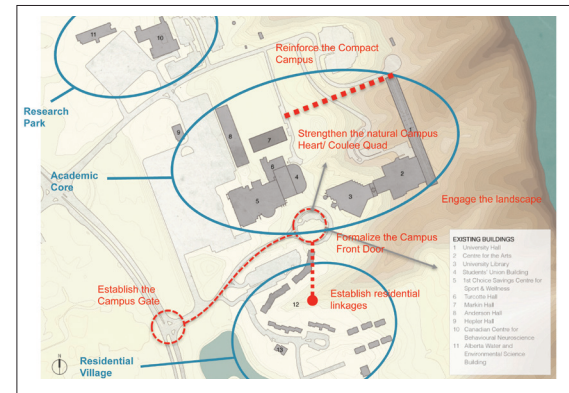 11
10
Reinforce the Compact
Campus
Research
Park
1
9
8
7
Strengthen the natural Campus
Heart/ Coulee Quad
6
4
Academic
Core
5
3
2
Engage the landscape
Formalize the Campus
Front Door
Establish the
Campus Gate
12
Establish residential
linkages
13
Residential
Village
N
EXISTING BUILDINGS
1 University Hall
2 Centre for the Arts
3 University Library
4 Students' Union Building
5 1st Choice Savings Centre for
Sport & Wellness
6 Turcotte Hall
7 Markin Hall
8 Anderson Hall
9 Hepler Hall
10 Canadian Centre for
Behavioural Neuroscience
11 Alberta Water and
Environmental Science
Building